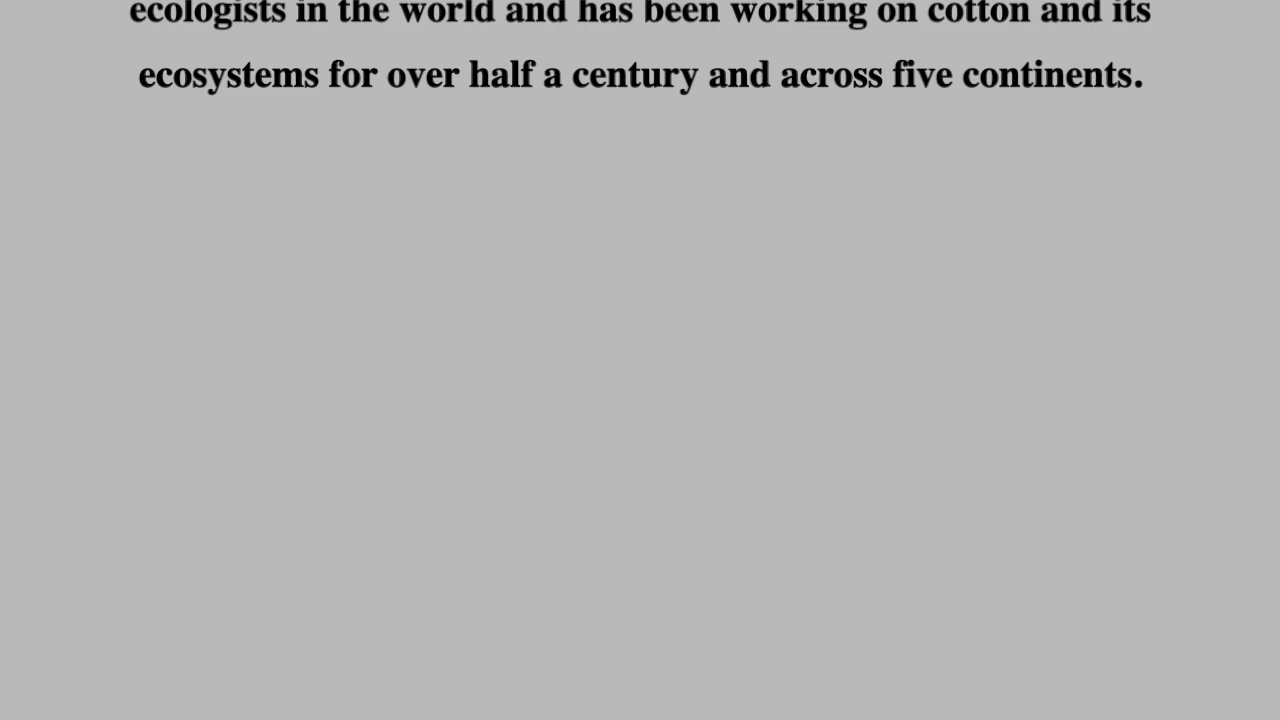 ecologists in the world and has been working on cotton and its
ecosystems for over half a century and across five continents.